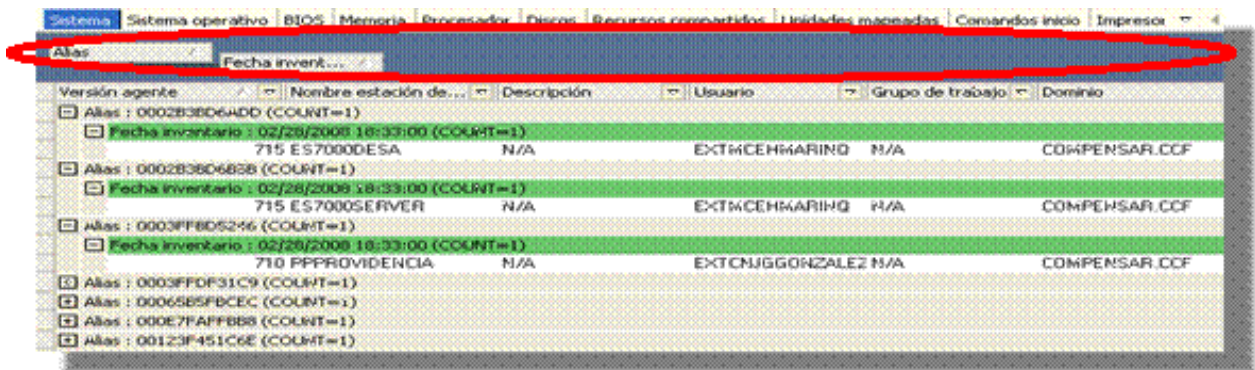 Sistema Sistema operativo BIOS Memoria Procesador Discos Recursos compartidos Unidades mapeadas Comandos inicio Impresor
Alias
Fecha invent...
Versión agente Nombre estación de... Descripción Usuario Grupo de trabajo Dominio
Alias : 0002B3BD6ADD (COUNT=1)
Fecha inventario : 02/28/2008 18:33:00 (COUNT=1)
715 ES7000DESA N/A EXTMCEHMARINO N/A COMPENSAR.CCF
Alias : 0002B3BD6B3B (COUNT=1)
Fecha inventario : 02/28/2008 18:33:00 (COUNT=1)
715 ES7000SERVER N/A EXTMCEHMARINO N/A COMPENSAR.CCF
Alias : 0003FFBD5246 (COUNT=1)
Fecha inventario : 02/28/2008 18:33:00 (COUNT=1)
710 PPPROVIDENCIA N/A N/A COMPENSAR.CCF
Alias : 0003FFDF31C9 (COUNT=1)
Alias : 00065B5FBCEC (COUNT=1)
Alias : 000E7FAFFBB8 (COUNT=1)
Alias : 00123F451C6E (COUNT=1)